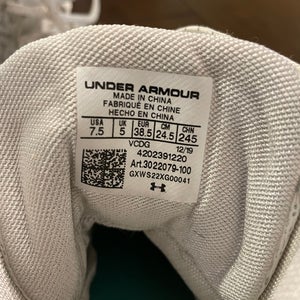 UNDER ARMOUR
MADE IN CHINA
FABRIQUÉ EN CHINE
HECHO EN CHINA
USA UK EUR CM CHN
7.5 5 38.5 24.5 245
VCDG 12/19
4202391220
Art.3022079-100
GXWS22XG00041